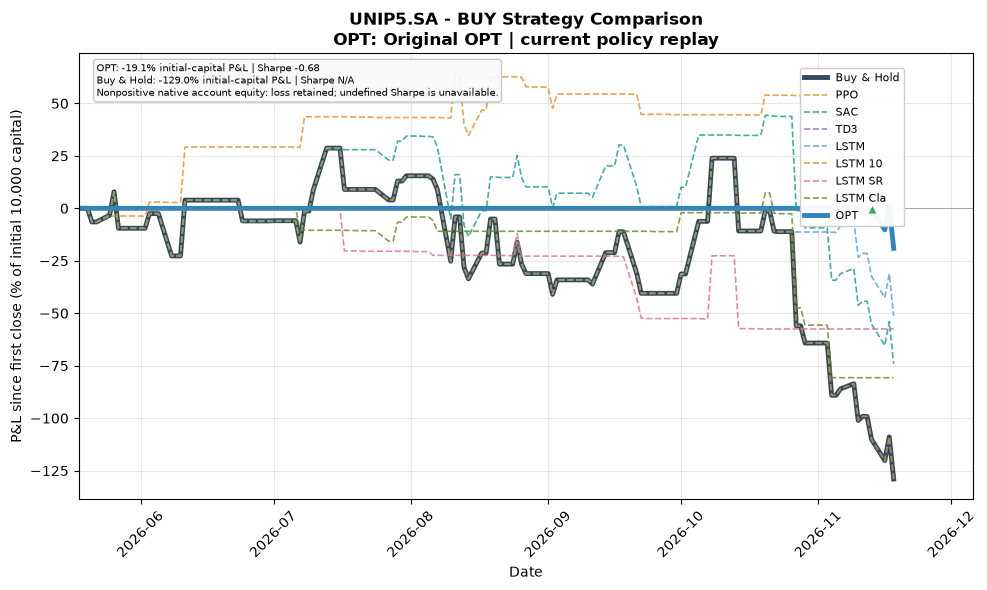 UNIP5.SA - BUY Strategy Comparison
OPT: Original OPT | current policy replay
OPT: -19.1% initial-capital P&L | Sharpe -0.68
Buy & Hold: -129.0% initial-capital P&L | Sharpe N/A
Nonpositive native account equity: loss retained; undefined Sharpe is unavailable.
Buy & Hold
PPO
SAC
TD3
LSTM
LSTM 10
LSTM SR
LSTM Cla
OPT
P&L since first close (% of initial 10,000 capital)
50
25
0
−25
−50
−75
−100
−125
2026-06
2026-07
2026-08
2026-09
2026-10
2026-11
2026-12
Date